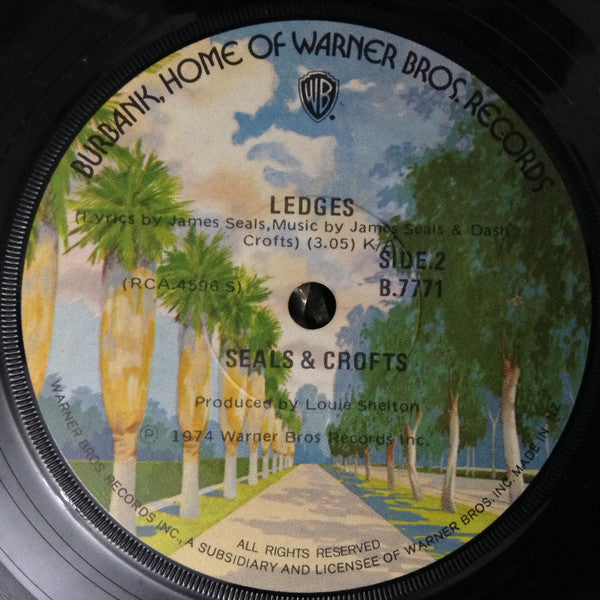 BURBANK, HOME OF WARNER BROS. RECORDS
WB
LEDGES
(Lyrics by James Seals,Music by James Seals & Dash
Crofts) (3.05) K/A
SIDE.2
(RCA.4596 S)
B.7771
SEALS & CROFTS
Produced by Louie Shelton
℗ 1974 Warner Bros Records Inc.
ALL RIGHTS RESERVED
WARNER BROS. RECORDS INC., A SUBSIDIARY AND LICENSEE OF WARNER BROS. INC. MADE IN NZ